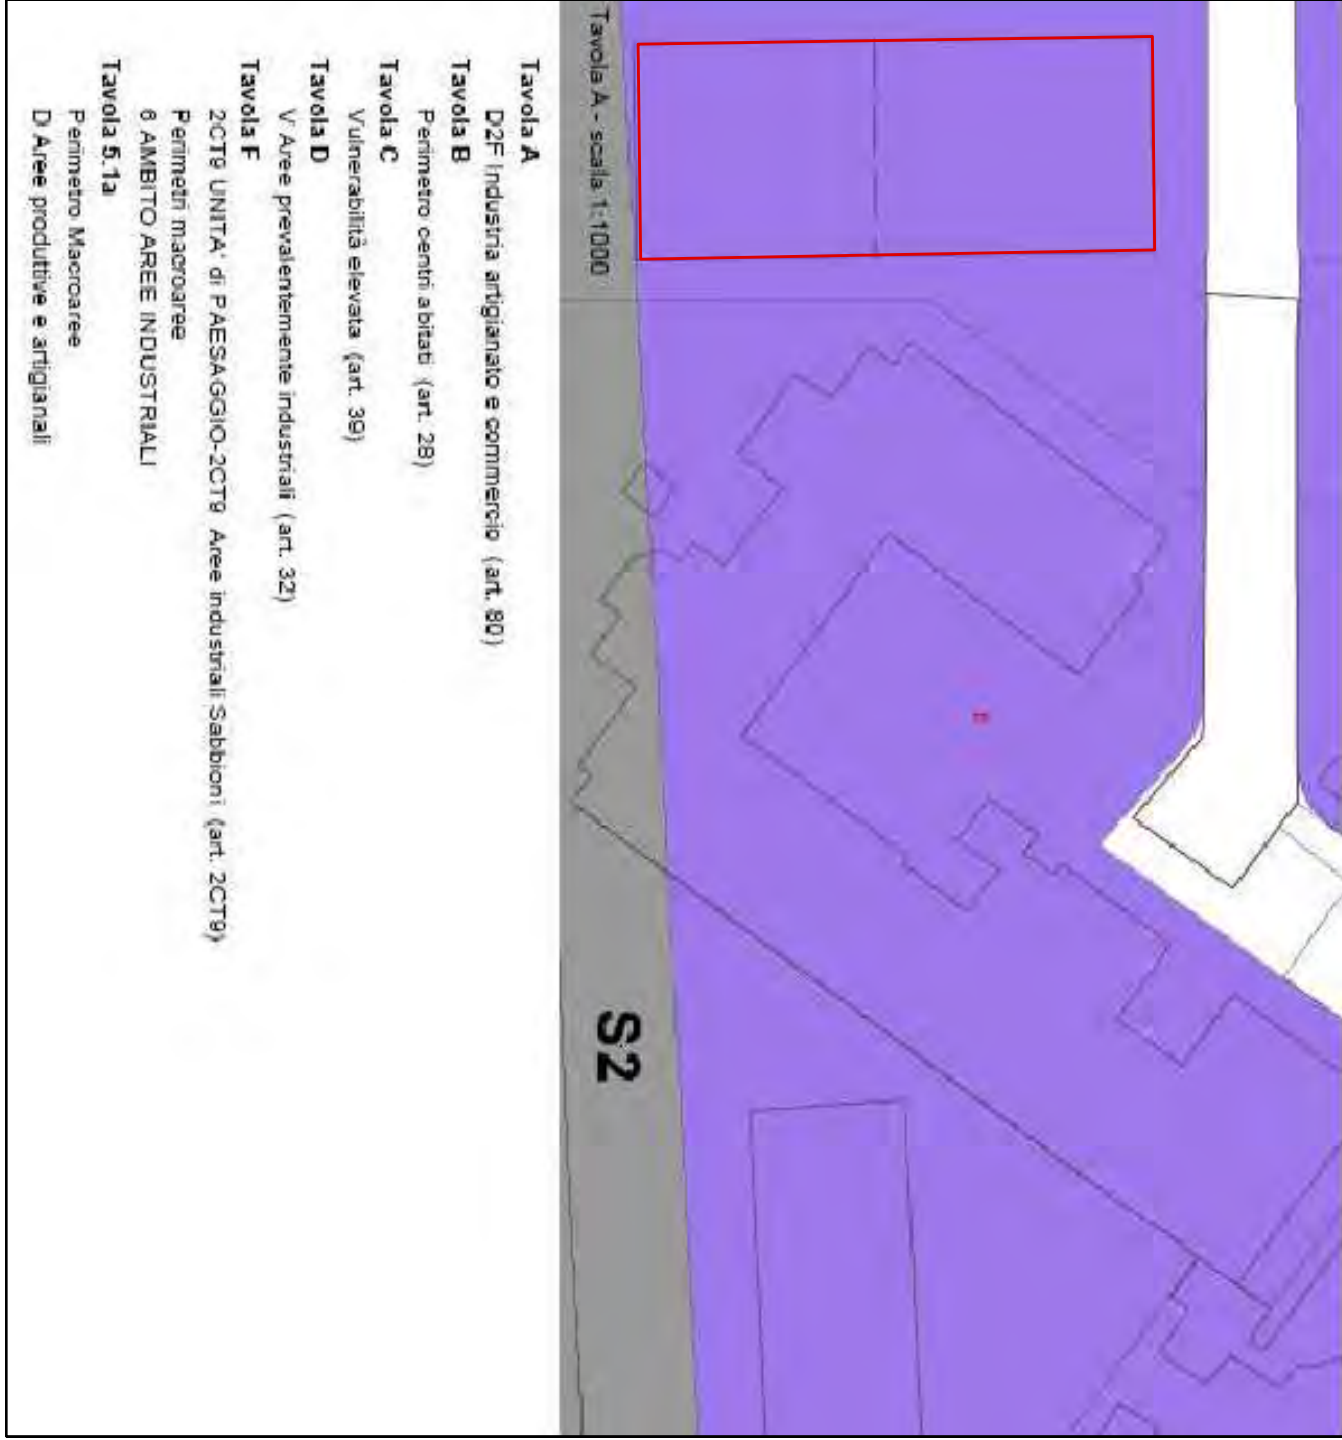 Tavola A - scala 1:1000
S2
Tavola A
D2F Industria artigianato e commercio (art. 80)
Tavola B
Perimetro centri abitati (art. 28)
Tavola C
Vulnerabilità elevata (art. 39)
Tavola D
V Aree prevalentemente industriali (art. 32)
Tavola F
2CT9 UNITA' di PAESAGGIO-2CT9 Aree industriali Sabbioni (art. 2CT9)
Perimetri macroaree
6 AMBITO AREE INDUSTRIALI
Tavola 5.1a
Perimetro Macroaree
D Aree produttive e artigianali